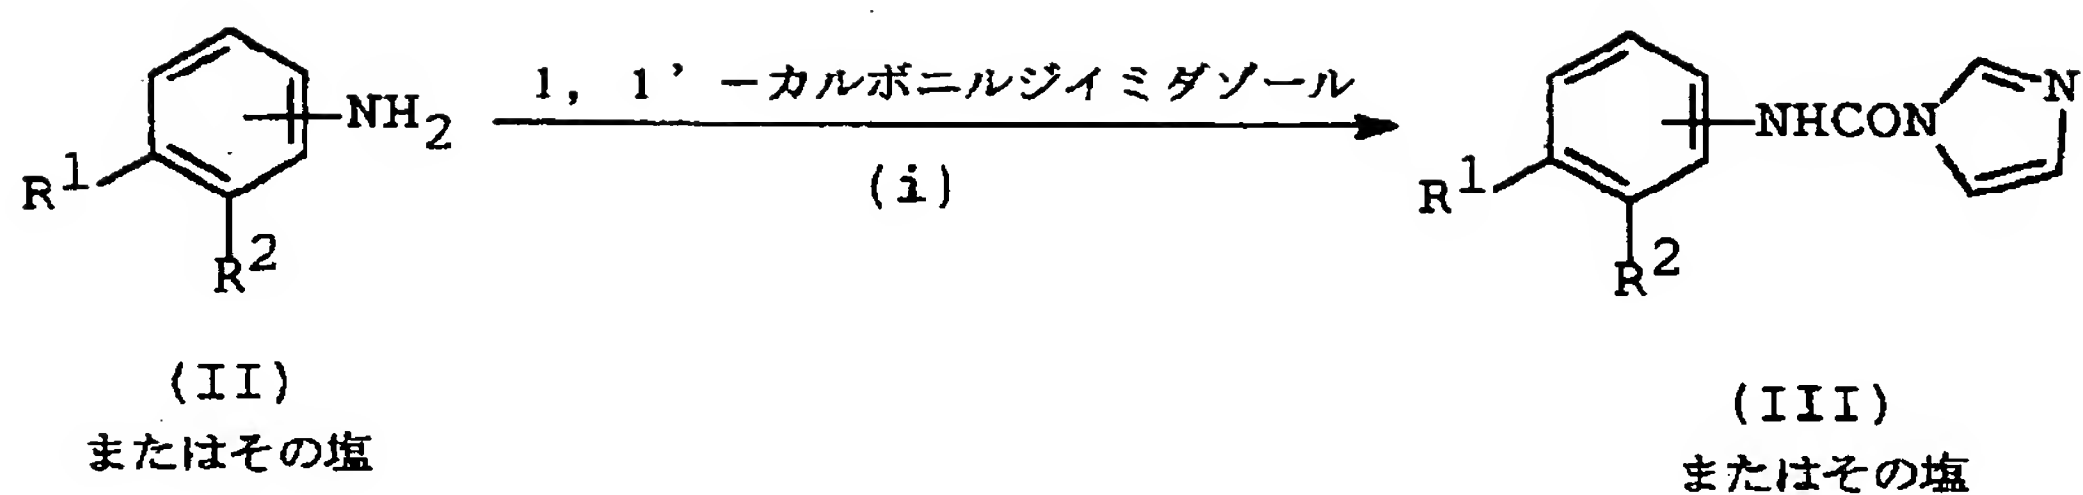 1, 1’-カルボニルジイミダゾール
NH2
NHCON
N
(i)
R1
R2
R1
R2
(II)
(III)
またはその塩
またはその塩